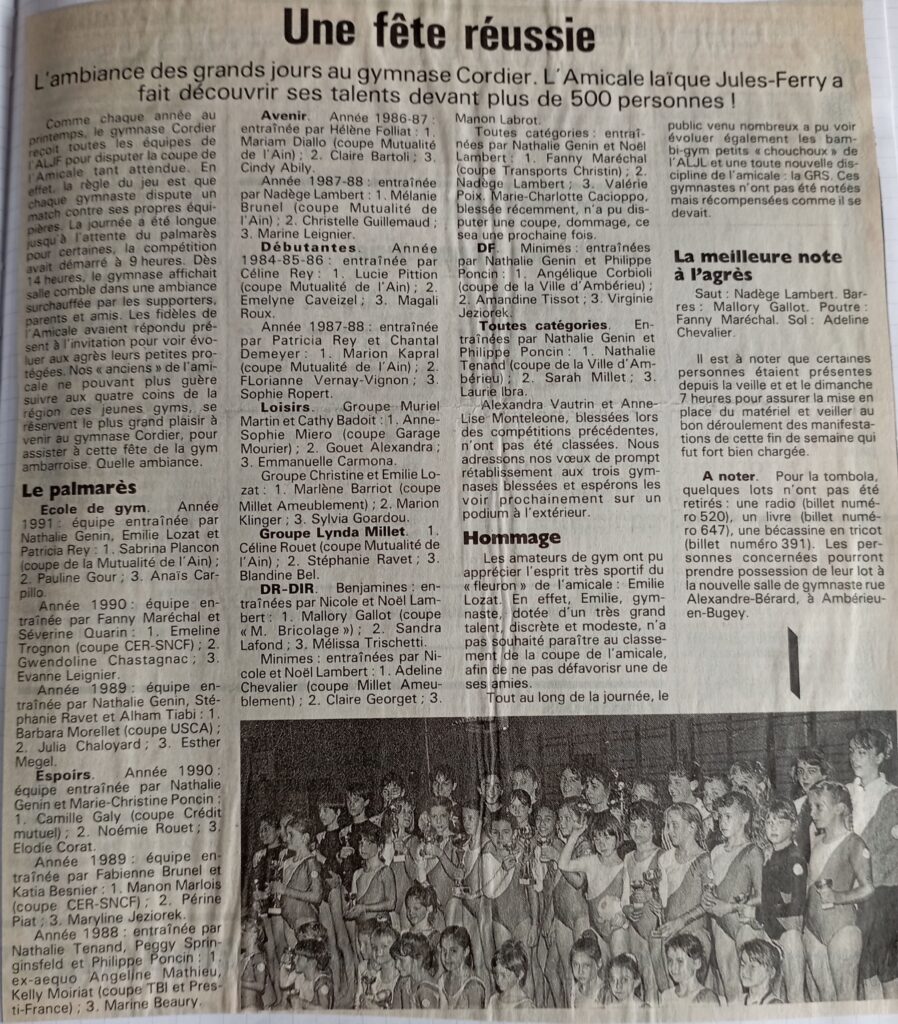 Une fête réussie
L'ambiance des grands jours au gymnase Cordier. L'Amicale laïque Jules-Ferry a
fait découvrir ses talents devant plus de 500 personnes !
Comme chaque année au
printemps, le gymnase Cordier
reçoit toutes les équipes de
l'ALJF pour disputer la coupe de
l'Amicale tant attendue. En
effet, la règle du jeu est que
chaque gymnaste dispute un
match contre ses propres équi-
pières. La journée a été longue
jusqu'à l'attente du palmarès
pour certaines, la compétition
avait démarré à 9 heures. Dès
14 heures, le gymnase affichait
salle comble dans une ambiance
surchauffée par les supporters,
parents et amis. Les fidèles de
l'Amicale avaient répondu pré-
sent à l'invitation pour voir évo-
luer aux agrès leurs petites pro-
tégées. Nos « anciens » de l'ami-
cale ne pouvant plus guère
suivre aux quatre coins de la
région ces jeunes gyms, se
réservent le plus grand plaisir à
venir au gymnase Cordier, pour
assister à cette fête de la gym
ambarroise. Quelle ambiance.
Le palmarès
Ecole de gym. Année
1991 : équipe entraînée par
Nathalie Genin, Emilie Lozat et
Patricia Rey : 1. Sabrina Plancon
(coupe de la Mutualité de l'Ain) ;
2. Pauline Gour ; 3. Anaïs Car-
pillo.
Année 1990 : équipe en-
traînée par Fanny Maréchal et
Séverine Quarin : 1. Emeline
Trognon (coupe CER-SNCF) ; 2.
Gwendoline Chastagnac ; 3.
Evanne Leignier.
Année 1989 : équipe en-
traînée par Nathalie Genin, Sté-
phanie Ravet et Alham Tiabi : 1.
Barbara Morellet (coupe USCA) ;
2. Julia Chaloyard ; 3. Esther
Megel.
Espoirs. Année 1990 :
équipe entraînée par Nathalie
Genin et Marie-Christine Poncin :
1. Camille Galy (coupe Crédit
mutuel) ; 2. Noémie Rouet ; 3.
Elodie Corat.
Année 1989 : équipe en-
traînée par Fabienne Brunel et
Katia Besnier : 1. Manon Marlois
(coupe CER-SNCF) ; 2. Périne
Piat ; 3. Maryline Jeziorek.
Année 1988 : entraînée par
Nathalie Tenand, Peggy Sprin-
ginsfeld et Philippe Poncin : 1.
ex-aequo Angeline Mathieu,
Kelly Moiriat (coupe TBI et Pres-
ti-France) ; 3. Marine Beaury.
Avenir. Année 1986-87 :
entraînée par Hélène Folliat : 1.
Mariam Diallo (coupe Mutualité
de l'Ain) ; 2. Claire Bartoli ; 3.
Cindy Abily.
Année 1987-88 : entraînée
par Nadège Lambert : 1. Mélanie
Brunel (coupe Mutualité de
l'Ain) ; 2. Christelle Guillemaud ;
3. Marine Leignier.
Débutantes. Année
1984-85-86 : entraînée par
Céline Rey : 1. Lucie Pittion
(coupe Mutualité de l'Ain) ; 2.
Emelyne Caveizel ; 3. Magali
Roux.
Année 1987-88 : entraînée
par Patricia Rey et Chantal
Demeyer : 1. Marion Kapral
(coupe Mutualité de l'Ain) ; 2.
FLorianne Vernay-Vignon ; 3.
Sophie Ropert.
Loisirs. Groupe Muriel
Martin et Cathy Badoit : 1. Anne-
Sophie Miero (coupe Garage
Mourier) ; 2. Gouet Alexandra ;
3. Emmanuelle Carmona.
Groupe Christine et Emilie Lo-
zat : 1. Marlène Barriot (coupe
Millet Ameublement) ; 2. Marion
Klinger ; 3. Sylvia Goardou.
Groupe Lynda Millet. 1.
Céline Rouet (coupe Mutualité de
l'Ain) ; 2. Stéphanie Ravet ; 3.
Blandine Bel.
DR-DIR. Benjamines : en-
traînées par Nicole et Noël Lam-
bert : 1. Mallory Gallot (coupe
« M. Bricolage ») ; 2. Sandra
Lafond ; 3. Mélissa Trischetti.
Minimes : entraînées par Ni-
cole et Noël Lambert : 1. Adeline
Chevalier (coupe Millet Ameu-
blement) ; 2. Claire Georget ; 3.
Manon Labrot.
Toutes catégories : entraî-
nées par Nathalie Genin et Noël
Lambert : 1. Fanny Maréchal
(coupe Transports Christin) ; 2.
Nadège Lambert ; 3. Valérie
Poix. Marie-Charlotte Cacioppo,
blessée récemment, n'a pu dis-
puter une coupe, dommage, ce
sea une prochaine fois.
DF. Minimes : entraînées
par Nathalie Genin et Philippe
Poncin : 1. Angélique Corbioli
(coupe de la Ville d'Ambérieu) ;
2. Amandine Tissot ; 3. Virginie
Jeziorek.
Toutes catégories. En-
traînées par Nathalie Genin et
Philippe Poncin : 1. Nathalie
Tenand (coupe de la Ville d'Am-
bérieu) ; 2. Sarah Millet ; 3.
Laurie Ibra.
Alexandra Vautrin et Anne-
Lise Monteleone, blessées lors
des compétitions précédentes,
n'ont pas été classées. Nous
adressons nos vœux de prompt
rétablissement aux trois gym-
nases blessées et espérons les
voir prochainement sur un
podium à l'extérieur.
Hommage
Les amateurs de gym ont pu
apprécier l'esprit très sportif du
« fleuron » de l'amicale : Emilie
Lozat. En effet, Emilie, gym-
naste, dotée d'un très grand
talent, discrète et modeste, n'a
pas souhaité paraître au classe-
ment de la coupe de l'amicale,
afin de ne pas défavorisr une de
ses amies.
Tout au long de la journée, le
public venu nombreux a pu voir
évoluer également les bam-
bi-gym petits « chouchoux » de
l'ALJL et une toute nouvelle dis-
cipline de l'amicale : la GRS. Ces
gymnastes n'ont pas été notées
mais récompensées comme il se
devait.
La meilleure note
à l'agrès
Saut : Nadège Lambert. Bar-
res : Mallory Gallot. Poutre :
Fanny Maréchal. Sol : Adeline
Chevalier.
Il est à noter que certaines
personnes étaient présentes
depuis la veille et et le dimanche
7 heures pour assurer la mise en
place du matériel et veiller au
bon déroulement des manifesta-
tions de cette fin de semaine qui
fut fort bien chargée.
A noter. Pour la tombola,
quelques lots n'ont pas été
retirés : une radio (billet numé-
ro 520), un livre (billet numé-
ro 647), une bécassine en tricot
(billet numéro 391). Les per-
sonnes concernées pourront
prendre possession de leur lot à
la nouvelle salle de gymnaste rue
Alexandre-Bérard, à Ambérieu-
en-Bugey.